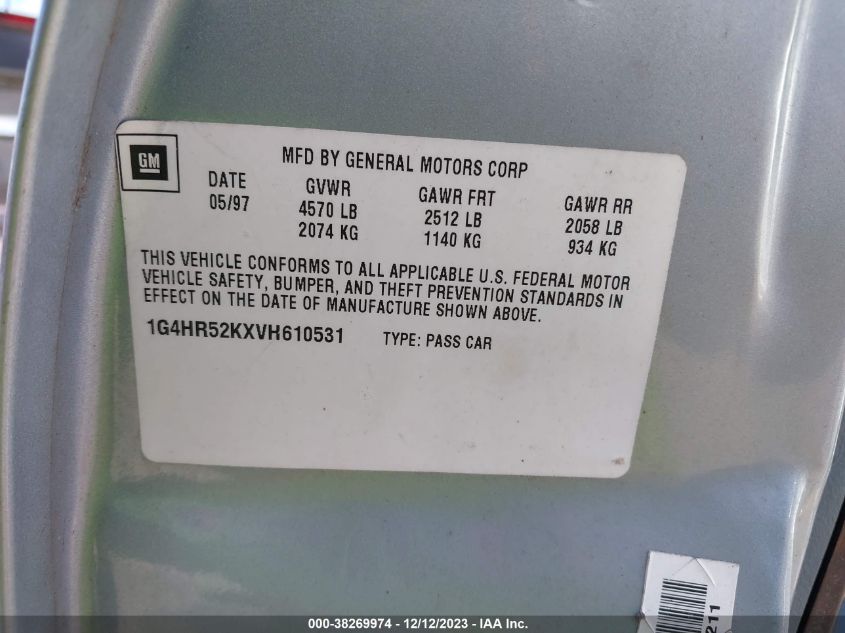 GM
MFD BY GENERAL MOTORS CORP
DATE GVWR GAWR FRT GAWR RR
05/97 4570 LB 2512 LB 2058 LB
2074 KG 1140 KG 934 KG
THIS VEHICLE CONFORMS TO ALL APPLICABLE U.S. FEDERAL MOTOR
VEHICLE SAFETY, BUMPER, AND THEFT PREVENTION STANDARDS IN
EFFECT ON THE DATE OF MANUFACTURE SHOWN ABOVE.
1G4HR52KXVH610531 TYPE: PASS CAR
211
000-38269974 - 12/12/2023 - IAA Inc.